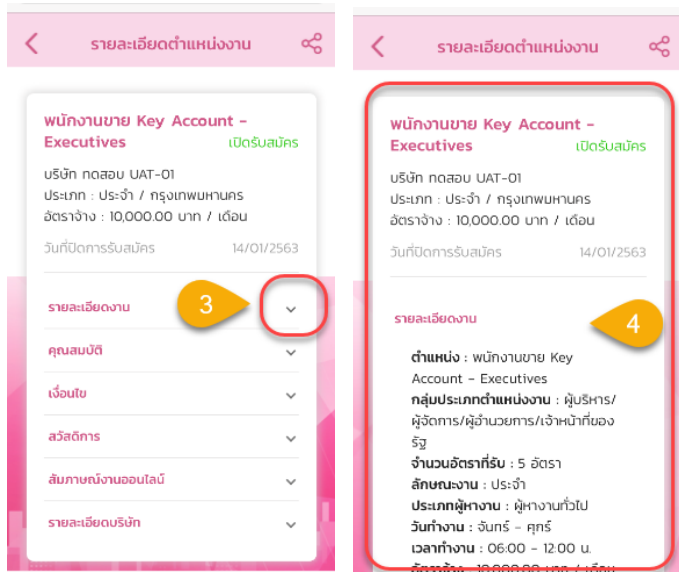 รายละเอียดตำแหน่งงาน
พนักงานขาย Key Account -
Executives
เปิดรับสมัคร
บริษัท ทดสอบ UAT-01
ประเภท : ประจำ / กรุงเทพมหานคร
อัตราจ้าง : 10,000.00 บาท / เดือน
วันที่ปิดการรับสมัคร 14/01/2563
รายละเอียดงาน
3
คุณสมบัติ
เงื่อนไข
สวัสดิการ
สัมภาษณ์งานออนไลน์
รายละเอียดบริษัท
รายละเอียดตำแหน่งงาน
พนักงานขาย Key Account -
Executives
เปิดรับสมัคร
บริษัท ทดสอบ UAT-01
ประเภท : ประจำ / กรุงเทพมหานคร
อัตราจ้าง : 10,000.00 บาท / เดือน
วันที่ปิดการรับสมัคร 14/01/2563
รายละเอียดงาน
4
ตำแหน่ง : พนักงานขาย Key
Account - Executives
กลุ่มประเภทตำแหน่งงาน : ผู้บริหาร/
ผู้จัดการ/ผู้อำนวยการ/เจ้าหน้าที่ของ
รัฐ
จำนวนอัตราที่รับ : 5 อัตรา
ลักษณะงาน : ประจำ
ประเภทผู้หางาน : ผู้หางานทั่วไป
วันทำงาน : จันทร์ - ศุกร์
เวลาทำงาน : 06:00 - 12:00 น.
อัตราจ้าง : 10,000.00 บาท / เดือน